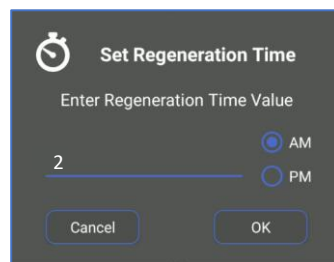 Set Regeneration Time
Enter Regeneration Time Value
AM
2
PM
Cancel OK